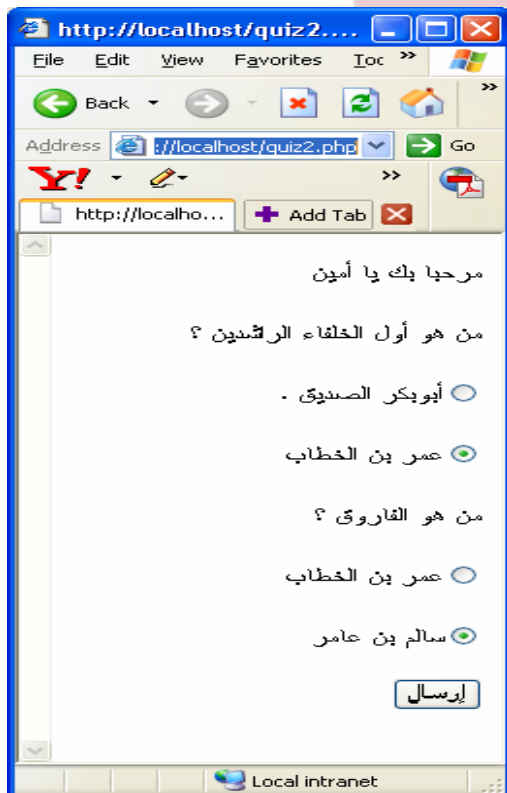 http://localhost/quiz2....
File Edit View Favorites Toc »
Back »
Address ://localhost/quiz2.php Go
Y! »
http://localho... Add Tab
مرحبا بك يا أمين
من هو أول الخلفاء الراشدين ؟
أبوبكر الصديق .
عمر بن الخطاب
من هو الفاروق ؟
عمر بن الخطاب
سالم بن عامر
إرسال
Local intranet